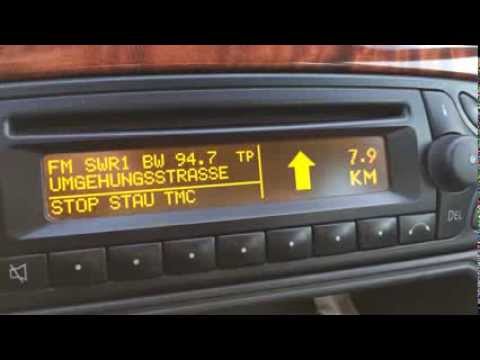 FM SWR1 BW 94.7 TP
UMGEHUNGSSTRASSE
STOP STAU TMC
7.9
KM
DEL